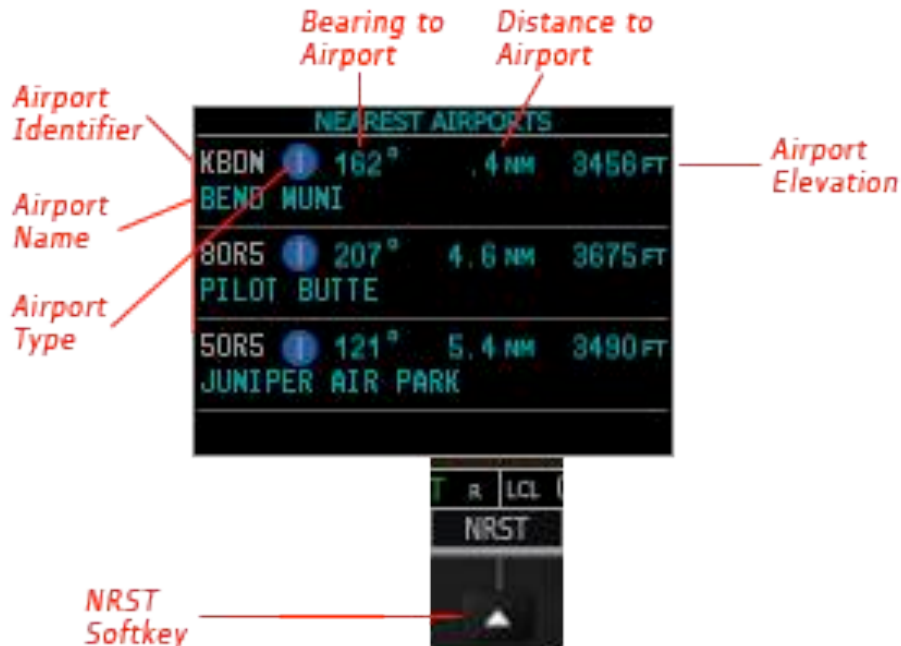 Bearing to Airport
Distance to Airport
Airport Identifier
NEAREST AIRPORTS
KBDN 162° .4 NM 3456 FT
BEND MUNI
Airport Elevation
Airport Name
8OR5 207° 4.6 NM 3675 FT
PILOT BUTTE
Airport Type
5OR5 121° 5.4 NM 3490 FT
JUNIPER AIR PARK
T R LCL
NRST
NRST Softkey